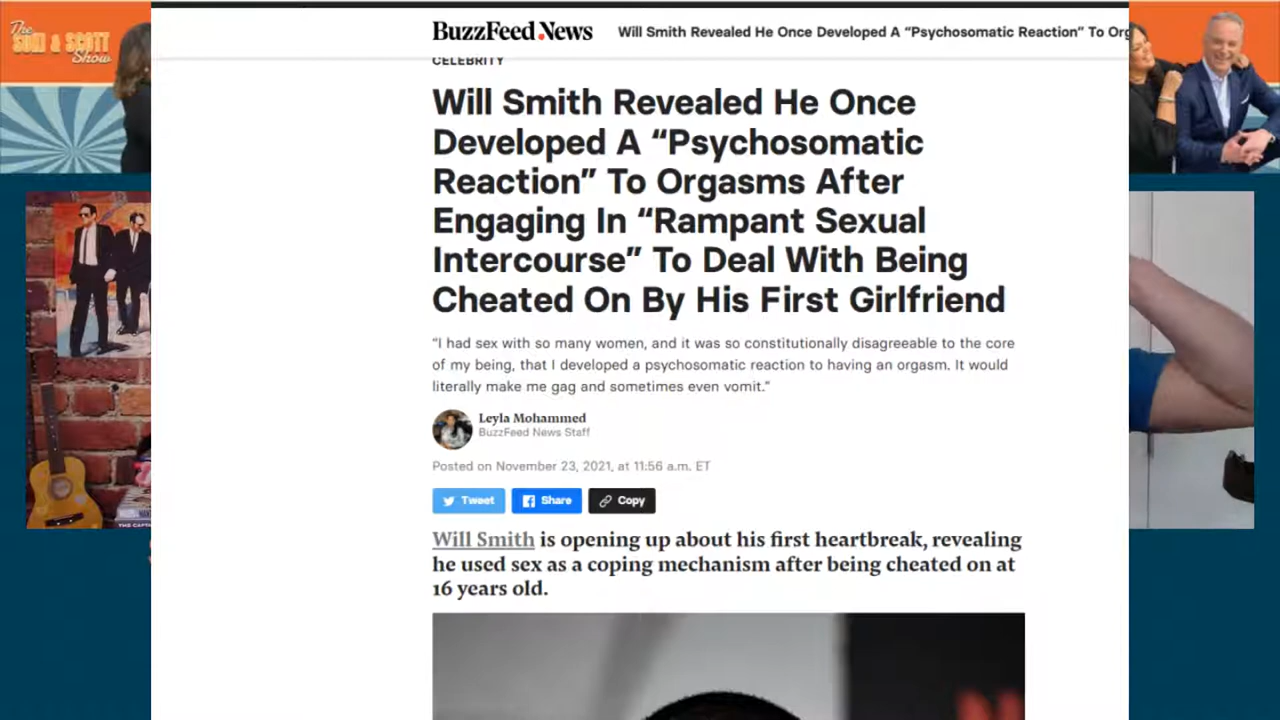 The
SONI & SCOTT
Show
BuzzFeed News
Will Smith Revealed He Once Developed A “Psychosomatic Reaction” To Org
CELEBRITY
Will Smith Revealed He Once
Developed A “Psychosomatic
Reaction” To Orgasms After
Engaging In “Rampant Sexual
Intercourse” To Deal With Being
Cheated On By His First Girlfriend
“I had sex with so many women, and it was so constitutionally disagreeable to the core
of my being, that I developed a psychosomatic reaction to having an orgasm. It would
literally make me gag and sometimes even vomit.”
Leyla Mohammed
BuzzFeed News Staff
Posted on November 23, 2021, at 11:56 a.m. ET
Tweet
Share
Copy
Will Smith is opening up about his first heartbreak, revealing
he used sex as a coping mechanism after being cheated on at
16 years old.